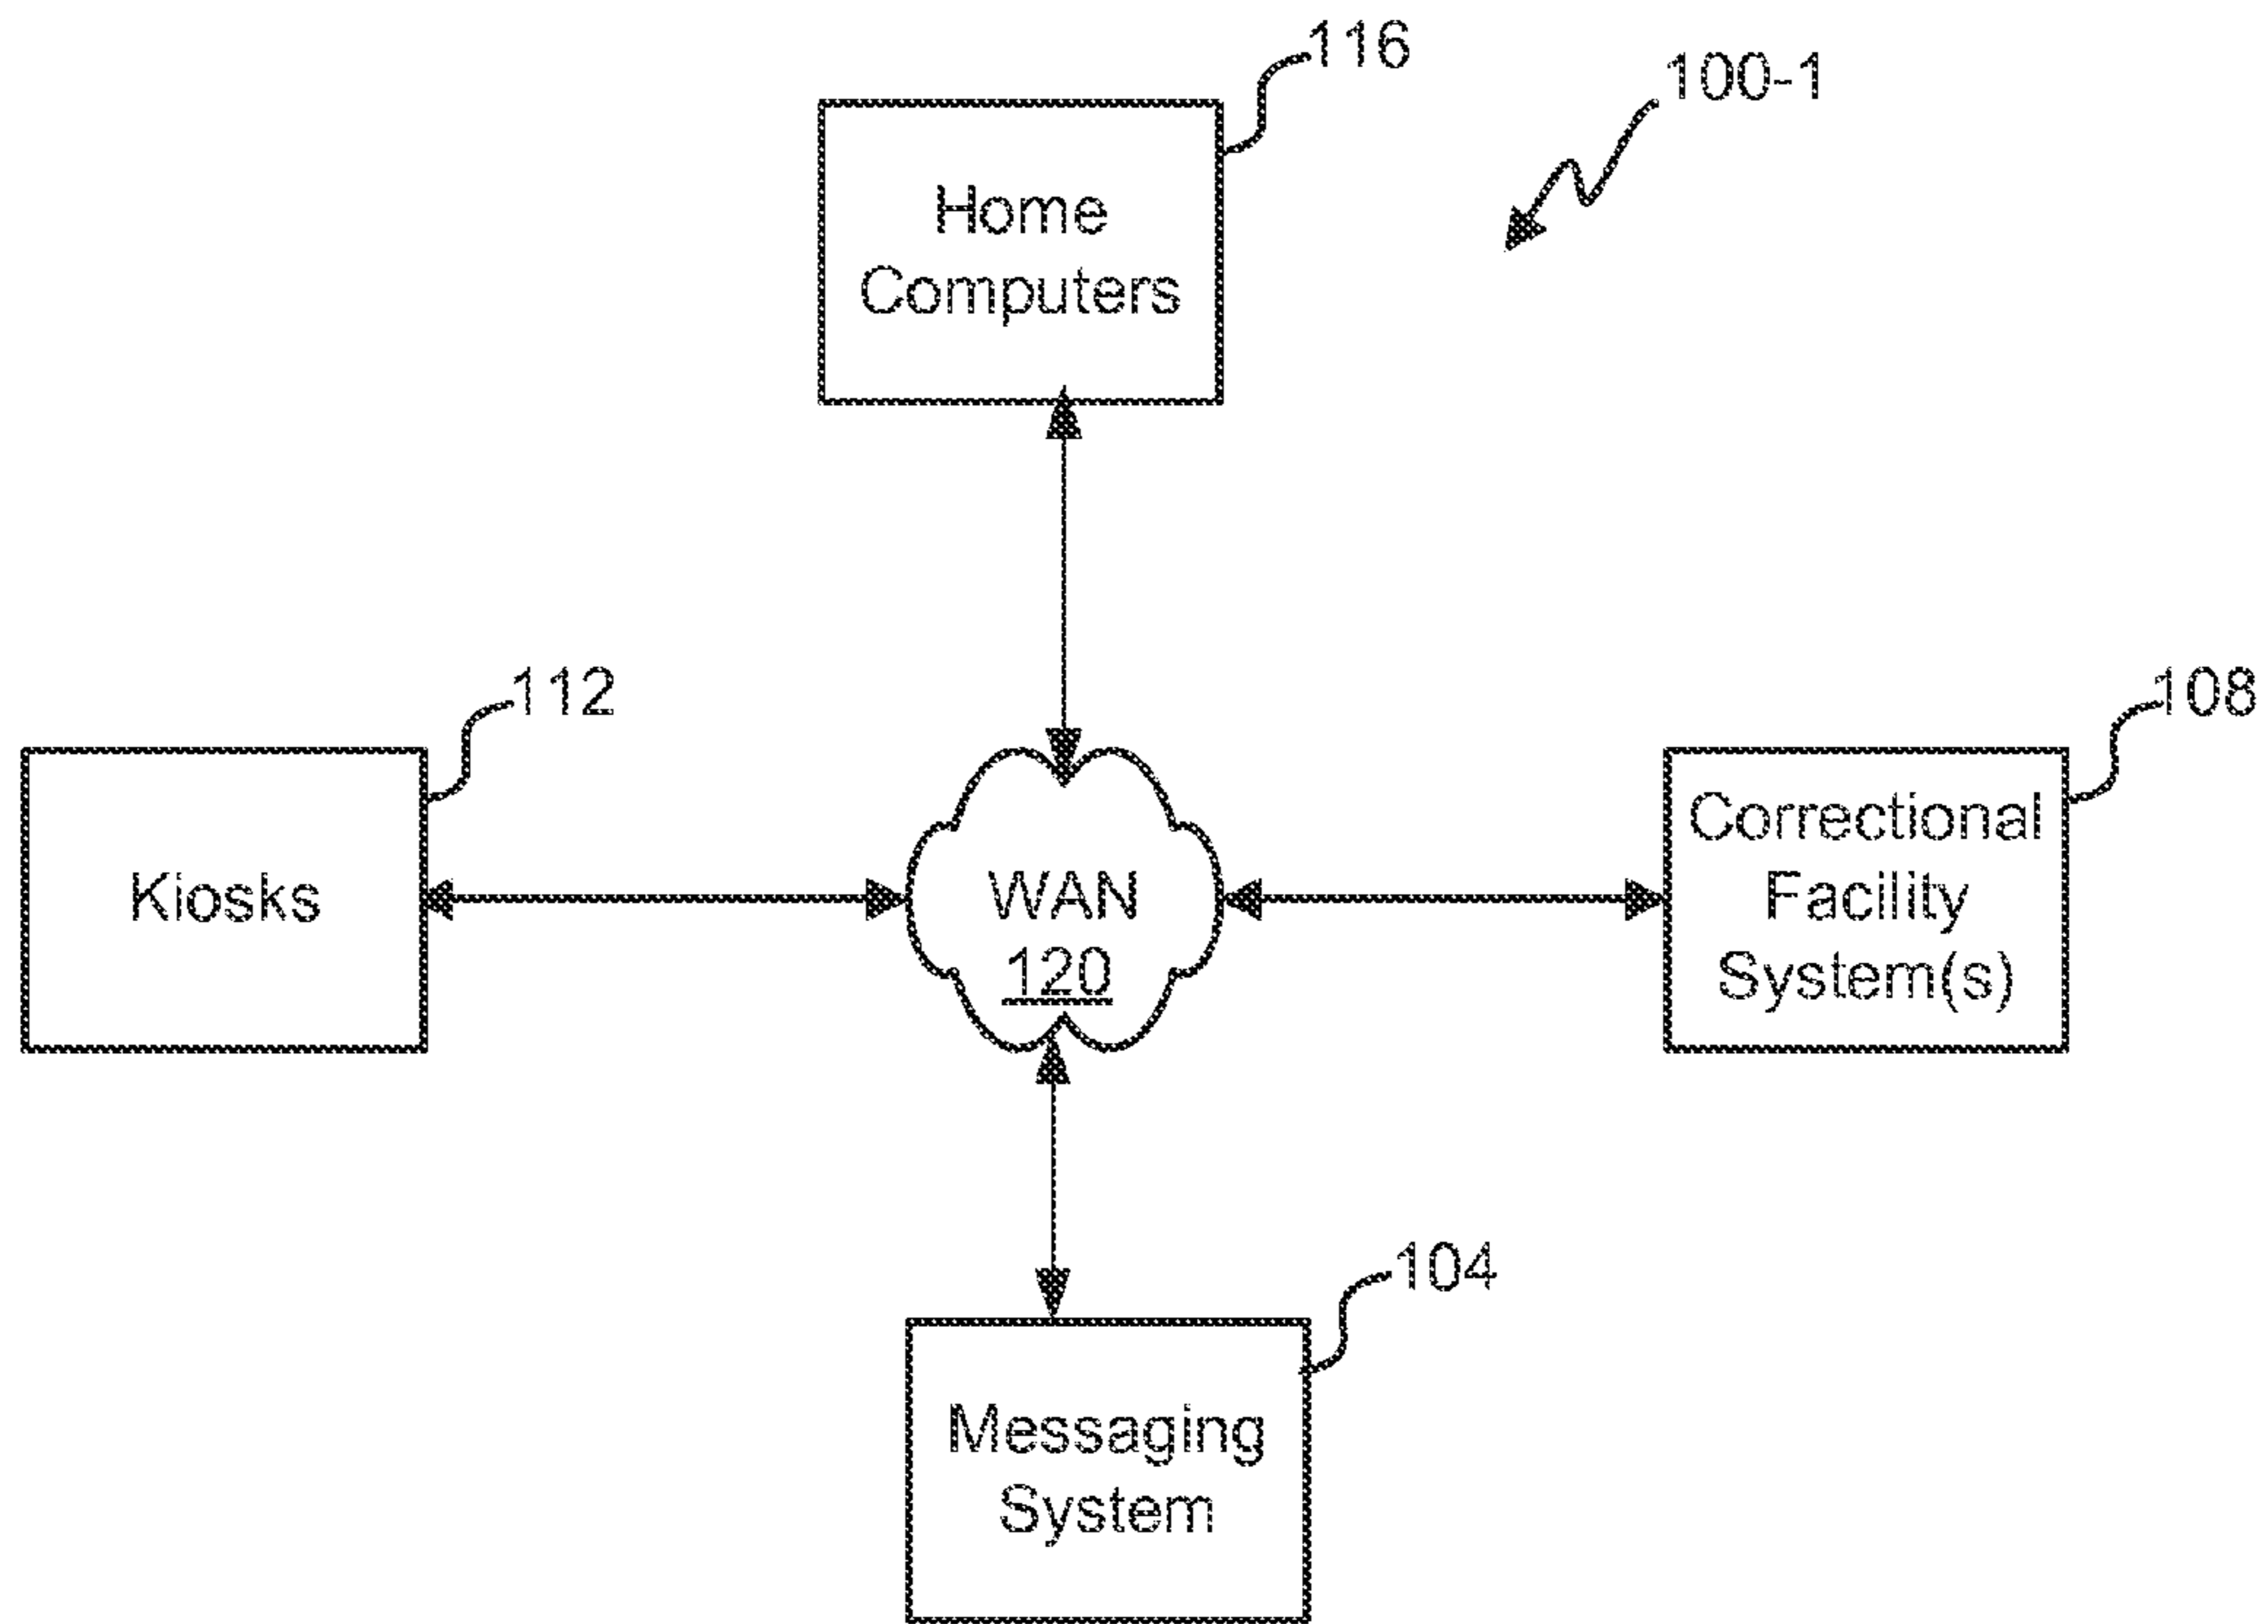 116
100-1
Home
Computers
112
108
Kiosks
WAN
120
Correctional
Facility
System(s)
104
Messaging
System